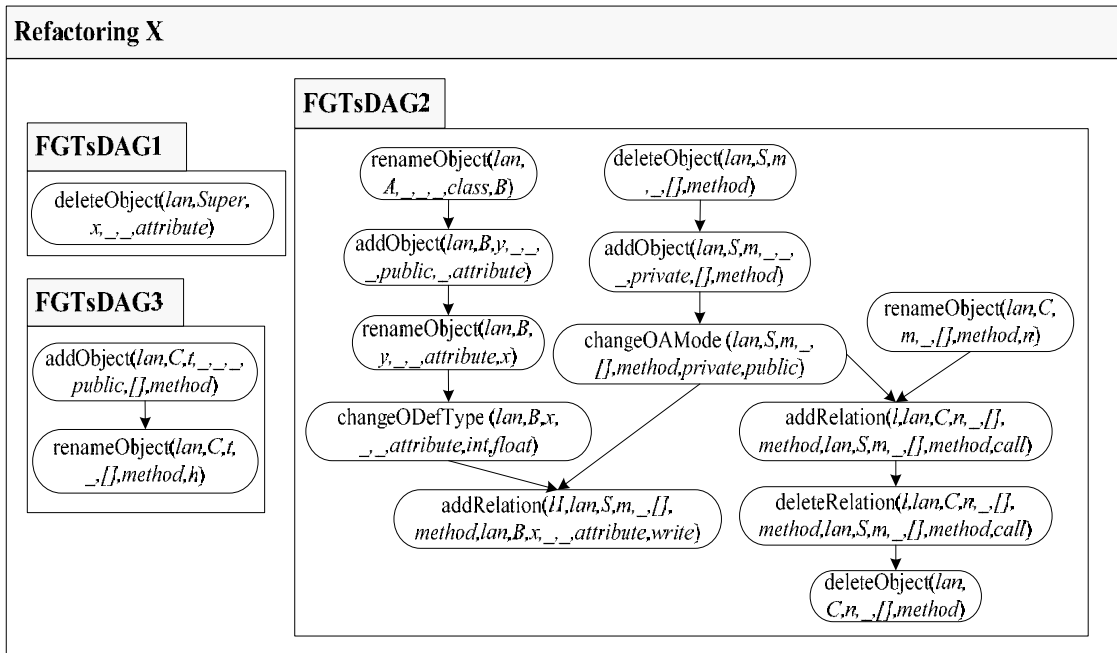 Refactoring X
FGTsDAG1
deleteObject(lan,Super,
x,_,_,attribute)
FGTsDAG3
addObject(lan,C,t,_,_,_,
public,[],method)
renameObject(lan,C,t,
_,[],method,h)
FGTsDAG2
renameObject(lan,
A,_,_,_,class,B)
addObject(lan,B,y,_,_,
_,public,_,attribute)
renameObject(lan,B,
y,_,_,attribute,x)
changeODefType (lan,B,x,
_,_,attribute,int,float)
deleteObject(lan,S,m
,_,[],method)
addObject(lan,S,m,_,_,
_,private,[],method)
changeOAMode (lan,S,m,_,
[],method,private,public)
addRelation(l1,lan,S,m,_,[],
method,lan,B,x,_,_,attribute,write)
renameObject(lan,C,
m,_,[],method,n)
addRelation(l,lan,C,n,_,[],
method,lan,S,m,_,[],method,call)
deleteRelation(l,lan,C,n,_,[],
method,lan,S,m,_,[],method,call)
deleteObject(lan,
C,n,_,[],method)